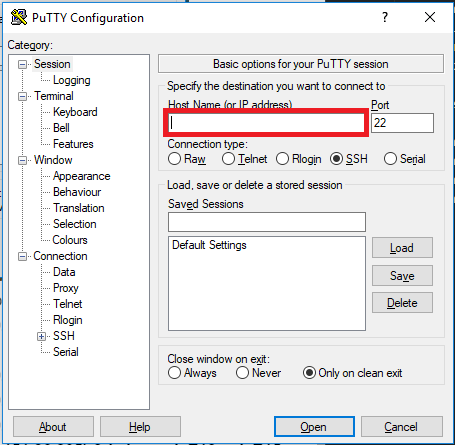 PuTTY Configuration
Category:
Session
Logging
Terminal
Keyboard
Bell
Features
Window
Appearance
Behaviour
Translation
Selection
Colours
Connection
Data
Proxy
Telnet
Rlogin
SSH
Serial
Basic options for your PuTTY session
Specify the destination you want to connect to
Host Name (or IP address) Port
22
Connection type:
Raw Telnet Rlogin SSH Serial
Load, save or delete a stored session
Saved Sessions
Default Settings
Load
Save
Delete
Close window on exit:
Always Never Only on clean exit
About Help Open Cancel